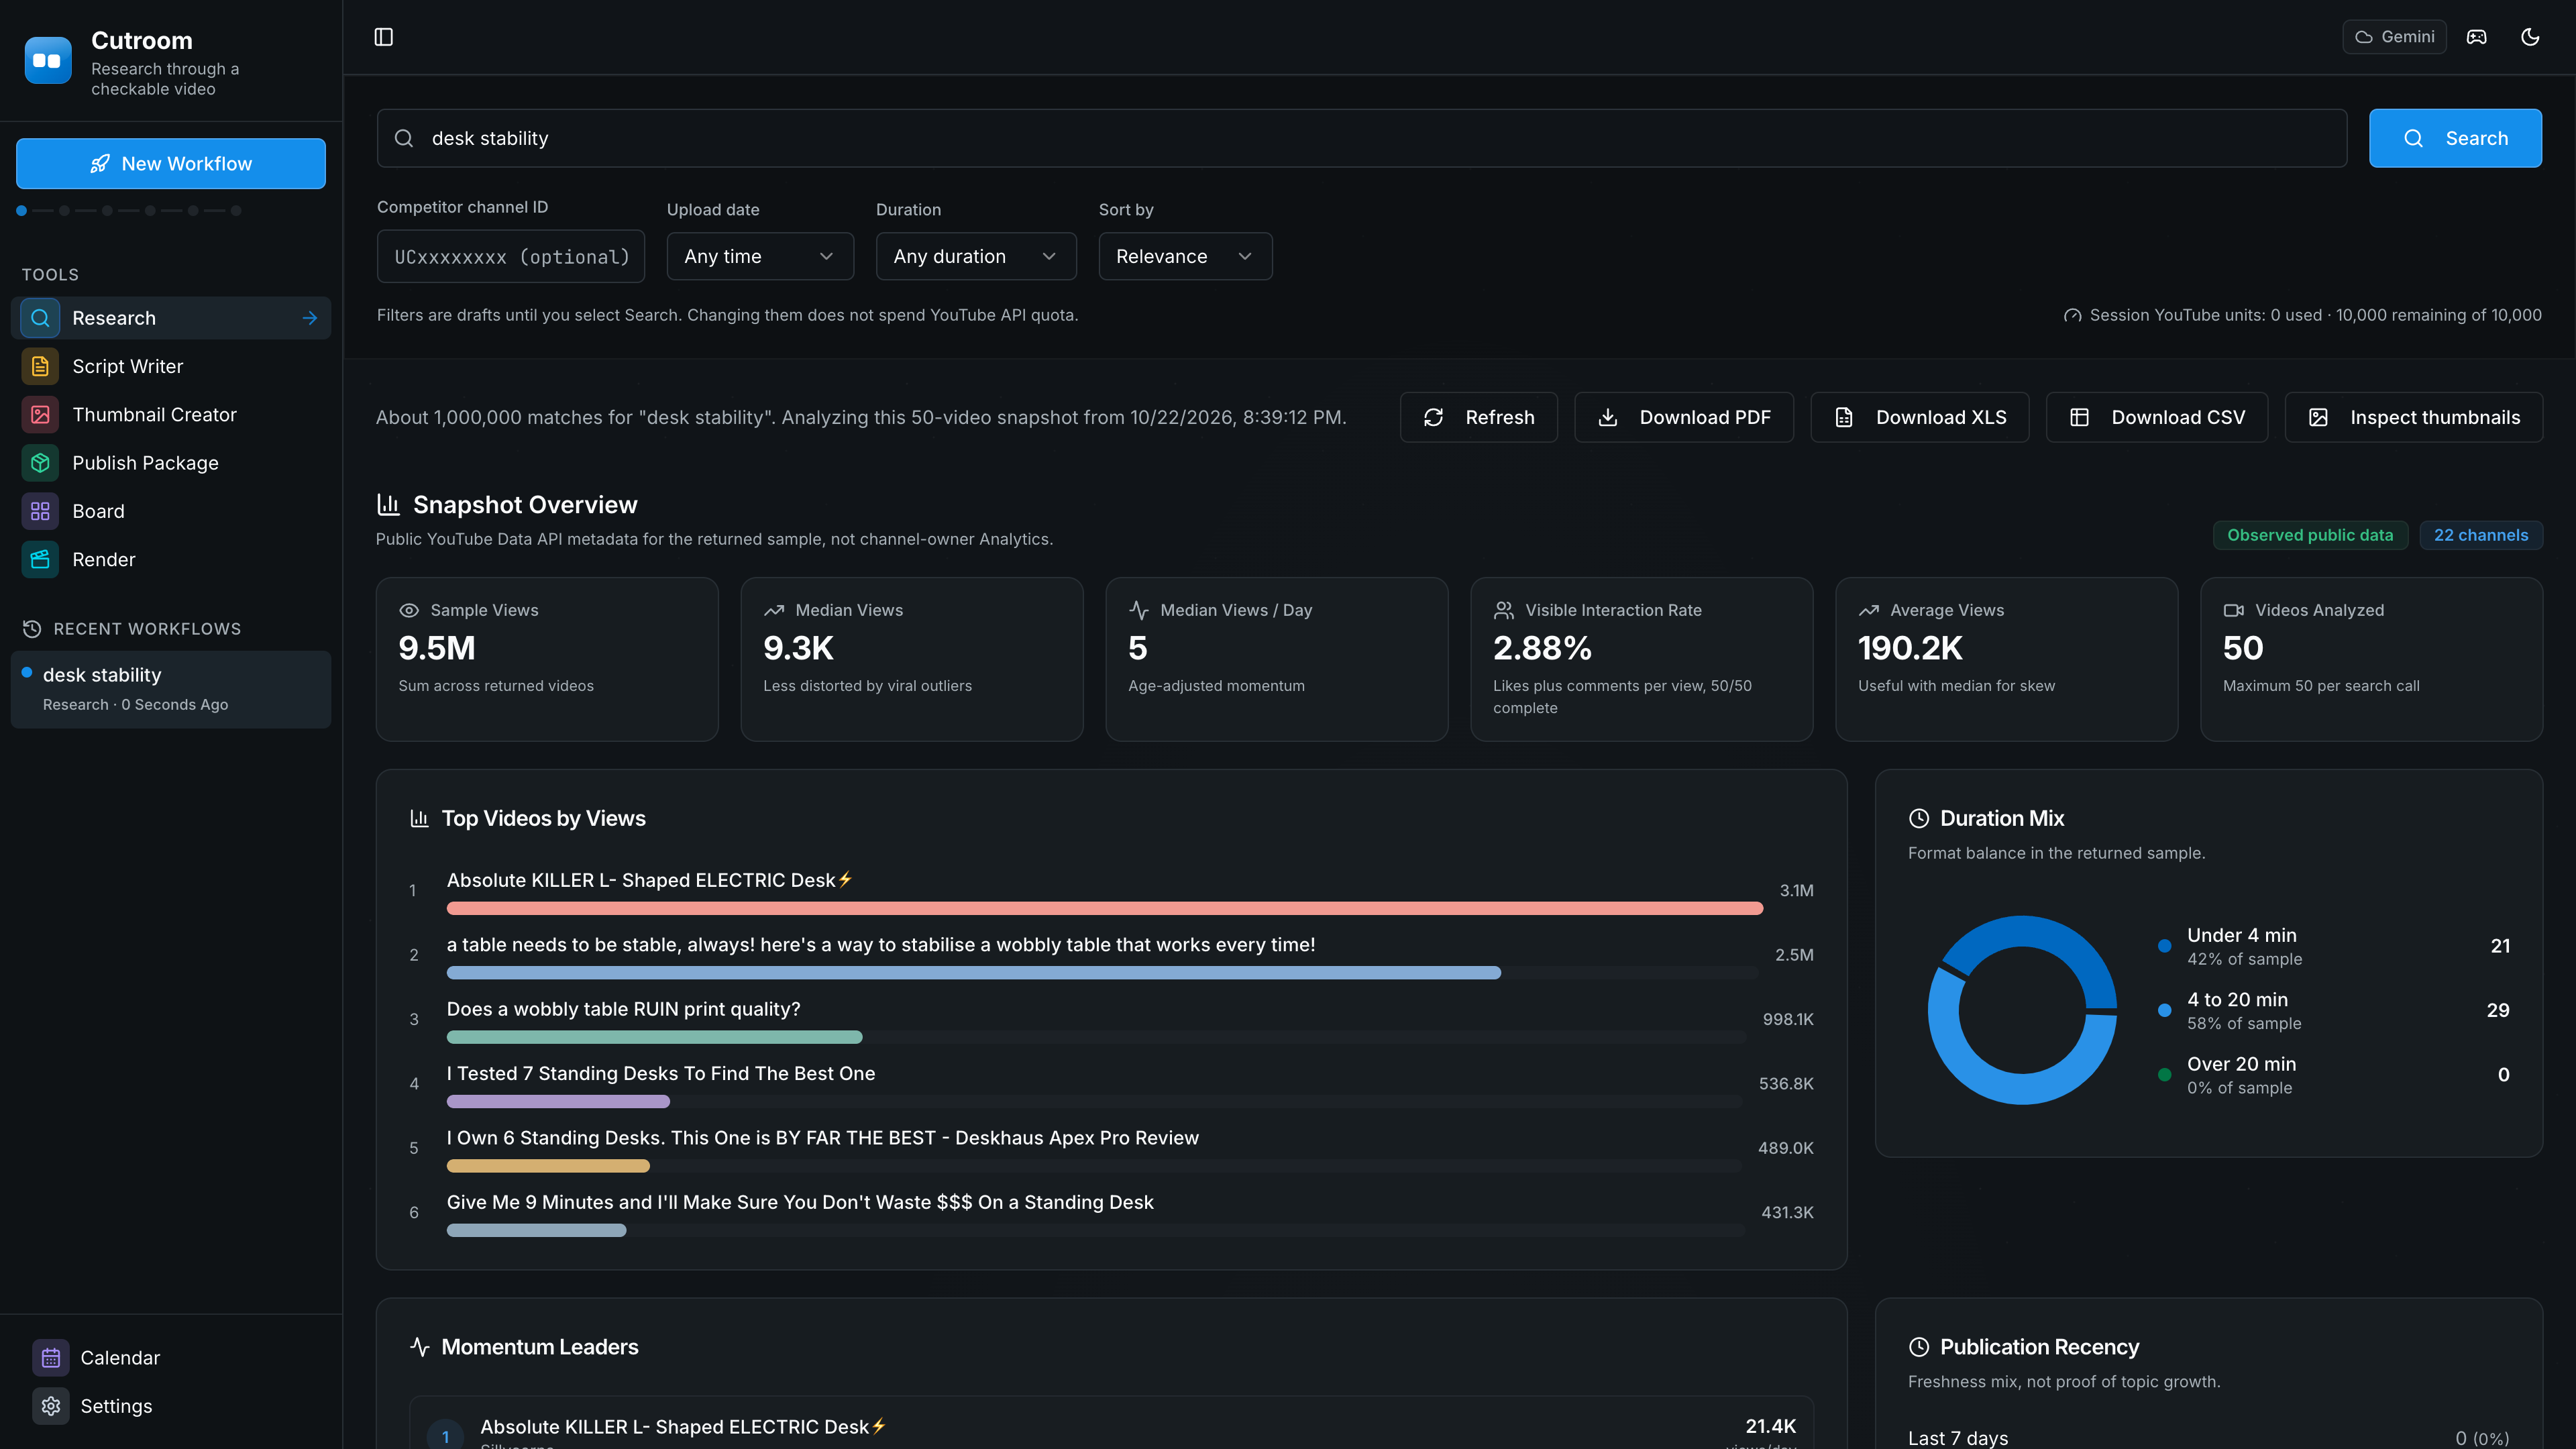 Cutroom
Research through a
checkable video
New Workflow
TOOLS
Research
Script Writer
Thumbnail Creator
Publish Package
Board
Render
RECENT WORKFLOWS
desk stability
Research · 0 Seconds Ago
Calendar
Settings
Gemini
desk stability
Search
Competitor channel ID
Upload date
Duration
Sort by
UCxxxxxxxx (optional)
Any time
Any duration
Relevance
Filters are drafts until you select Search. Changing them does not spend YouTube API quota.
Session YouTube units: 0 used · 10,000 remaining of 10,000
About 1,000,000 matches for "desk stability". Analyzing this 50-video snapshot from 10/22/2026, 8:39:12 PM.
Refresh
Download PDF
Download XLS
Download CSV
Inspect thumbnails
Snapshot Overview
Public YouTube Data API metadata for the returned sample, not channel-owner Analytics.
Observed public data
22 channels
Sample Views
9.5M
Sum across returned videos
Median Views
9.3K
Less distorted by viral outliers
Median Views / Day
5
Age-adjusted momentum
Visible Interaction Rate
2.88%
Likes plus comments per view, 50/50
complete
Average Views
190.2K
Useful with median for skew
Videos Analyzed
50
Maximum 50 per search call
Top Videos by Views
1 Absolute KILLER L- Shaped ELECTRIC Desk⚡ 3.1M
2 a table needs to be stable, always! here's a way to stabilise a wobbly table that works every time! 2.5M
3 Does a wobbly table RUIN print quality? 998.1K
4 I Tested 7 Standing Desks To Find The Best One 536.8K
5 I Own 6 Standing Desks. This One is BY FAR THE BEST - Deskhaus Apex Pro Review 489.0K
6 Give Me 9 Minutes and I'll Make Sure You Don't Waste $$$ On a Standing Desk 431.3K
Duration Mix
Format balance in the returned sample.
Under 4 min 21
42% of sample
4 to 20 min 29
58% of sample
Over 20 min 0
0% of sample
Momentum Leaders
1 Absolute KILLER L- Shaped ELECTRIC Desk⚡ 21.4K
Publication Recency
Freshness mix, not proof of topic growth.
Last 7 days 0 (0%)